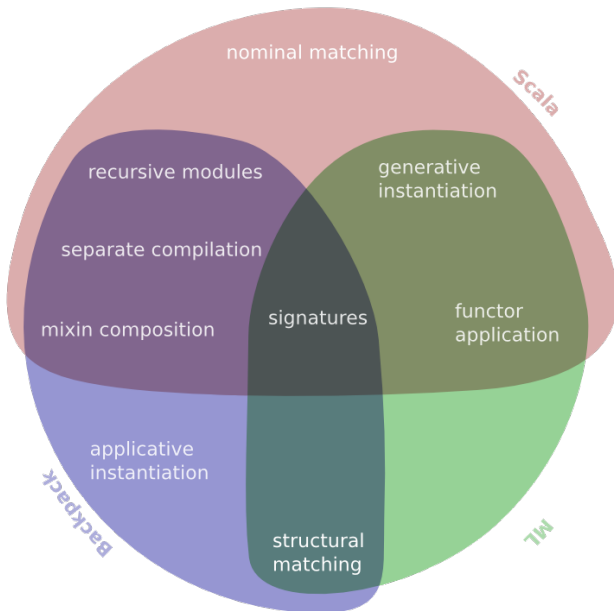 nominal matching
Scala
recursive modules
generative
instantiation
separate compilation
signatures
functor
application
mixin composition
applicative
instantiation
Backpack
structural
matching
ML